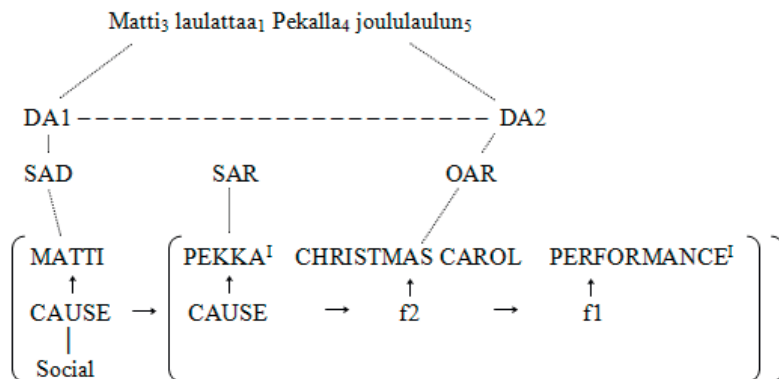 Matti₃ laulattaa₁ Pekalla₄ joululaulun₅
DA1 – – – – – – – – – – – – – – – – – – – – – – – – – – – – DA2
SAD SAR OAR
MATTI PEKKAᴵ CHRISTMAS CAROL PERFORMANCEᴵ
↑ ↑ ↑ ↑
CAUSE → CAUSE → f2 → f1
Social